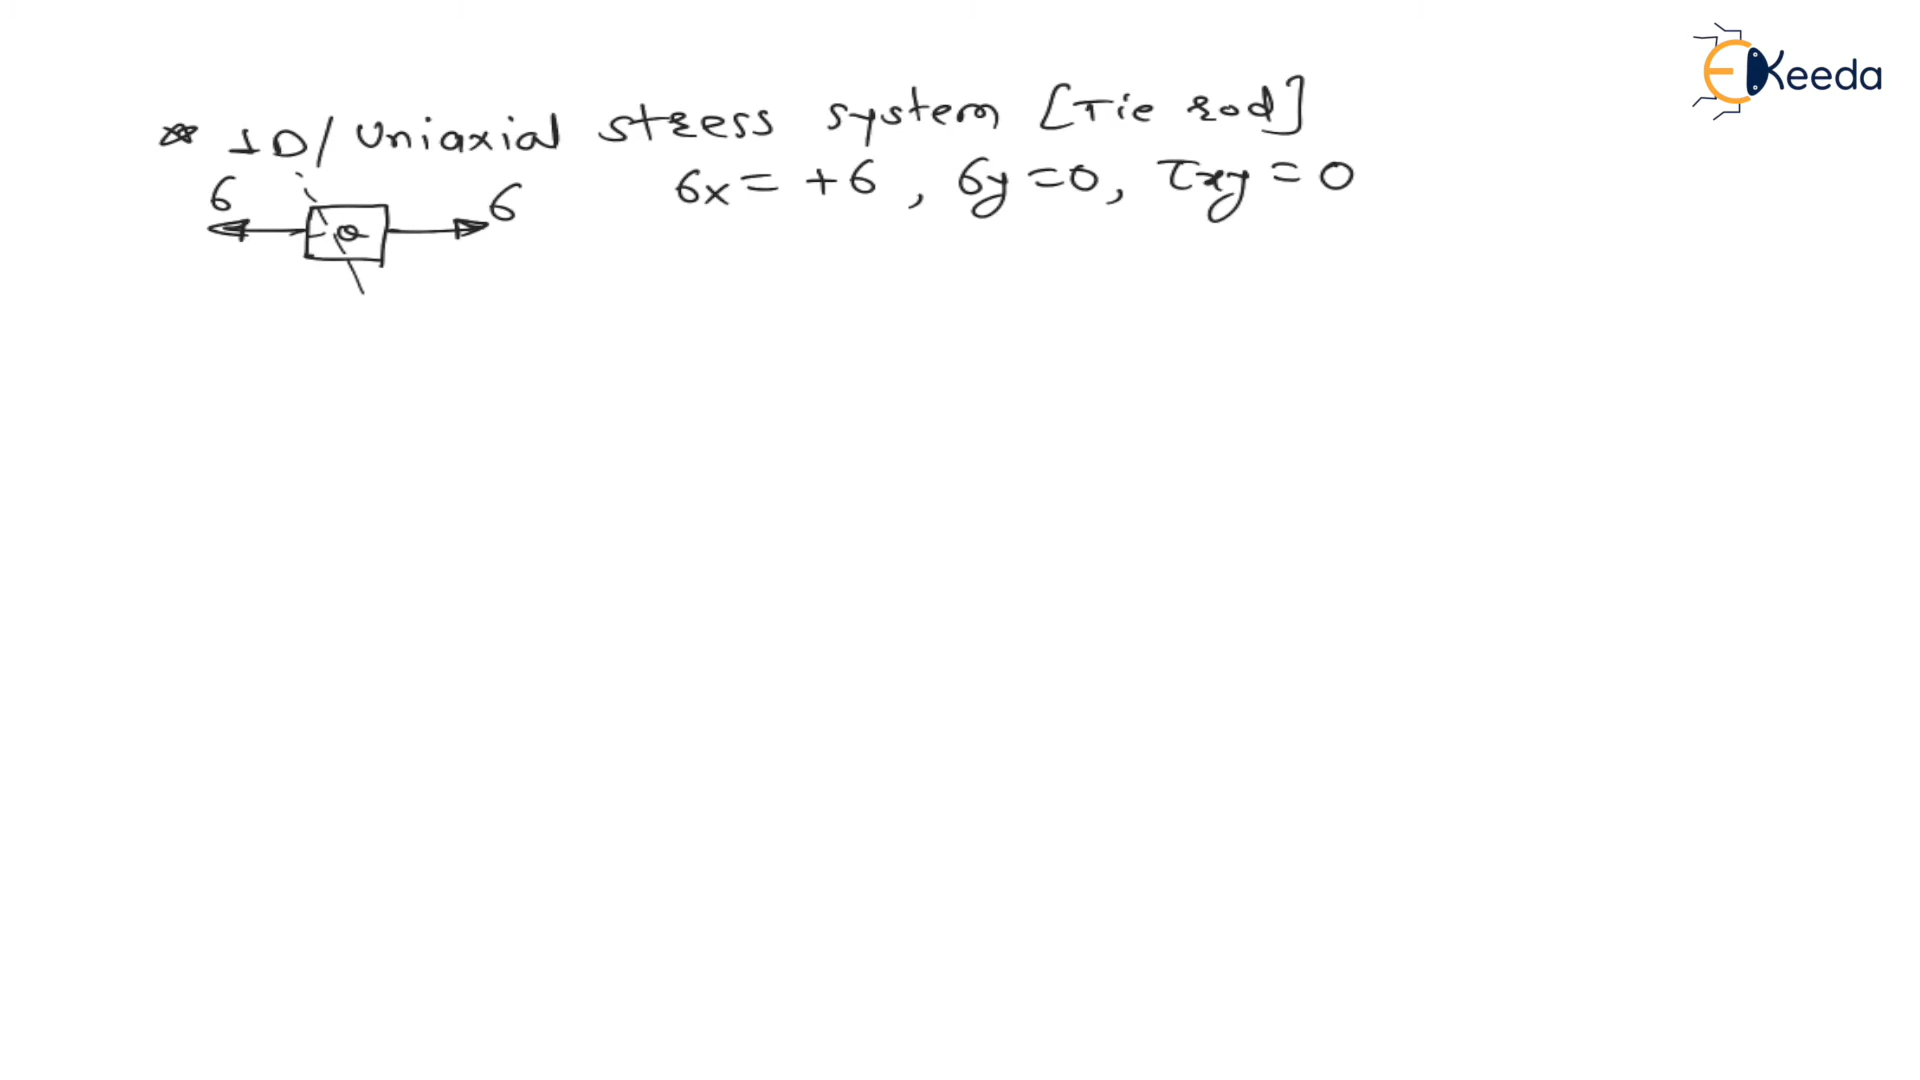 EKeeda
* 1D/ Uniaxial stress system [Tie rod]
σ σ σx = +σ , σy = 0, τxy = 0